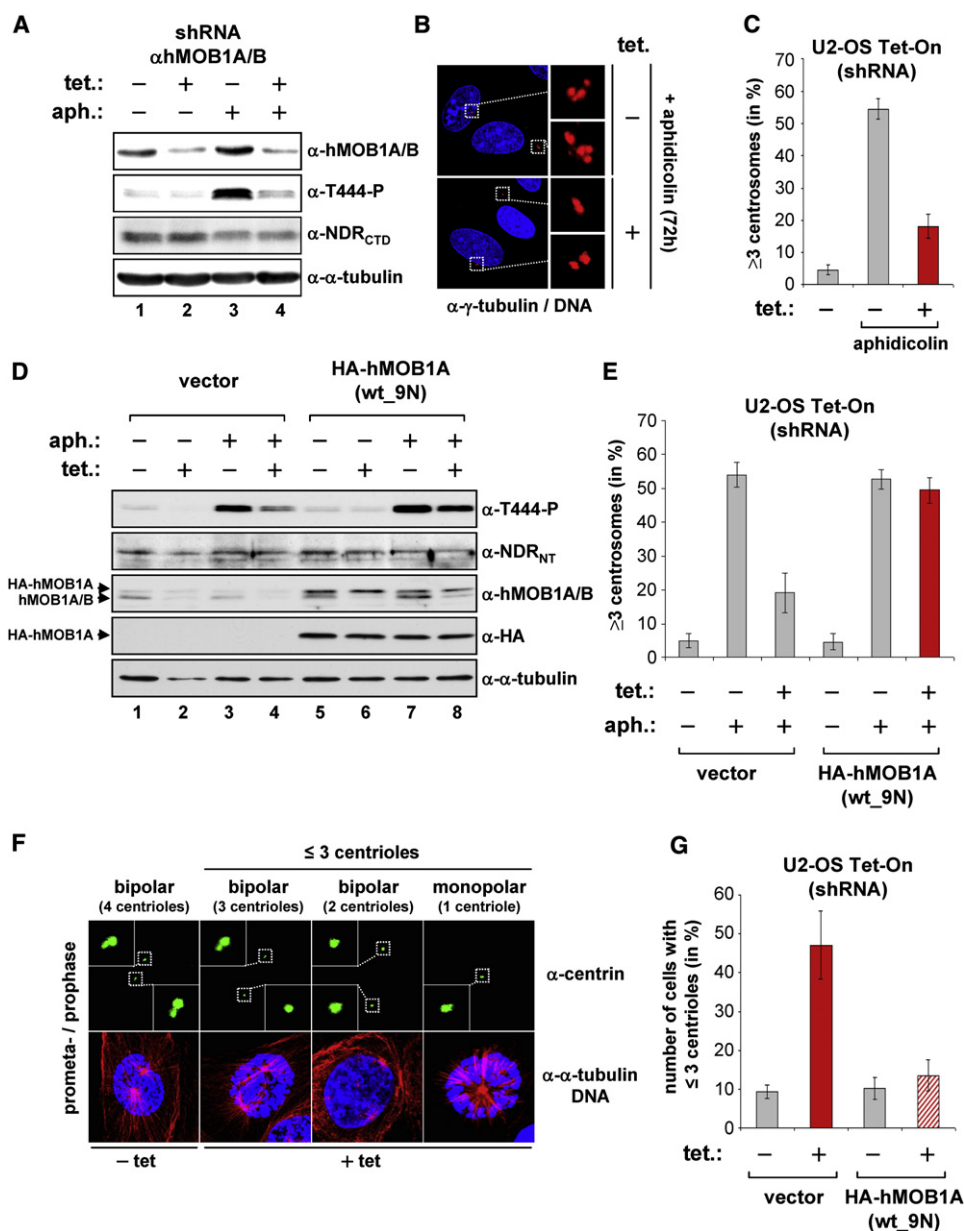 A
shRNA
αhMOB1A/B
tet.: – + – +
aph.: – – + +
α-hMOB1A/B
α-T444-P
α-NDRCTD
α-α-tubulin
1 2 3 4
B
tet.
–
+
+ aphidicolin (72h)
α-γ-tubulin / DNA
C
U2-OS Tet-On
(shRNA)
≥3 centrosomes (in %)
70
60
50
40
30
20
10
0
tet.: – – +
aphidicolin
D
vector
HA-hMOB1A
(wt_9N)
aph.: – – + + – – + +
tet.: – + – + – + – +
α-T444-P
α-NDRNT
HA-hMOB1A
hMOB1A/B
α-hMOB1A/B
HA-hMOB1A
α-HA
α-α-tubulin
1 2 3 4 5 6 7 8
E
U2-OS Tet-On
(shRNA)
≥3 centrosomes (in %)
70
60
50
40
30
20
10
0
tet.: – – + – – +
aph.: – + + – + +
vector
HA-hMOB1A
(wt_9N)
F
≤ 3 centrioles
bipolar bipolar bipolar monopolar
(4 centrioles) (3 centrioles) (2 centrioles) (1 centriole)
prometa- / prophase
α-centrin
α-α-tubulin
DNA
– tet
+ tet
G
U2-OS Tet-On
(shRNA)
number of cells with
≤ 3 centrioles (in %)
60
50
40
30
20
10
0
tet.: – + – +
vector
HA-hMOB1A
(wt_9N)